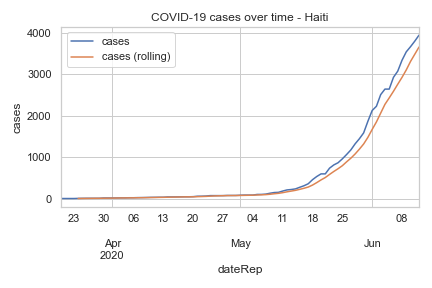 COVID-19 cases over time - Haiti
cases
cases (rolling)
4000
3000
2000
1000
0
cases
23 30 06 13 20 27 04 11 18 25 08
Apr May Jun
2020
dateRep